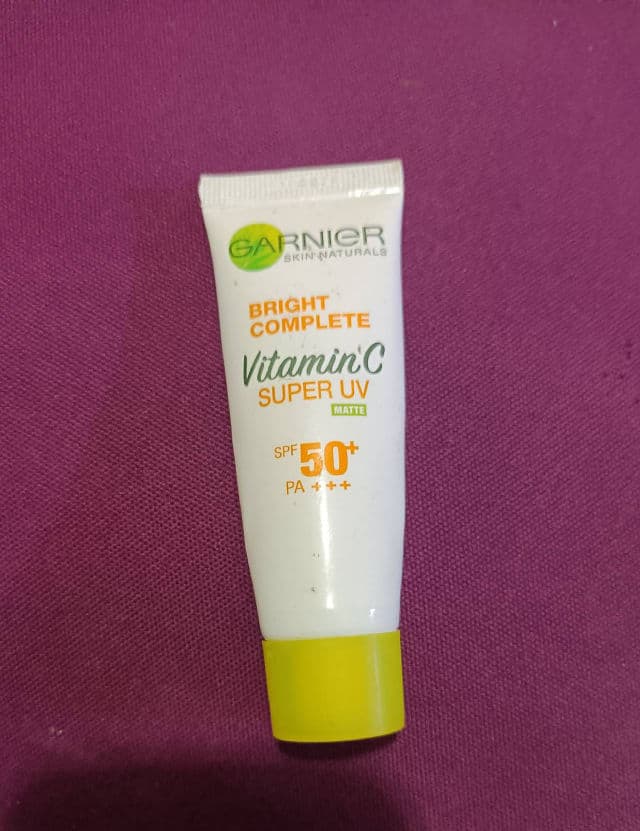 GARNIER
SKIN NATURALS
BRIGHT
COMPLETE
Vitamin C
SUPER UV
MATTE
SPF 50+
PA +++